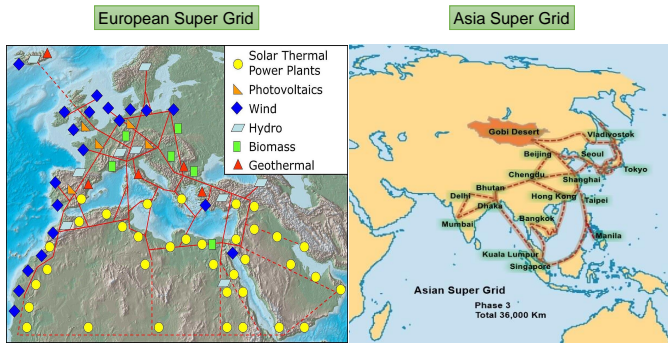 European Super Grid
Asia Super Grid
Solar Thermal
Power Plants
Photovoltaics
Wind
Hydro
Biomass
Geothermal
Gobi Desert
Vladivostok
Beijing
Seoul
Tokyo
Chengdu
Shanghai
Bhutan
Delhi
Hong Kong
Taipei
Dhaka
Mumbai
Bangkok
Manila
Kuala Lumpur
Singapore
Asian Super Grid
Phase 3
Total 36,000 Km